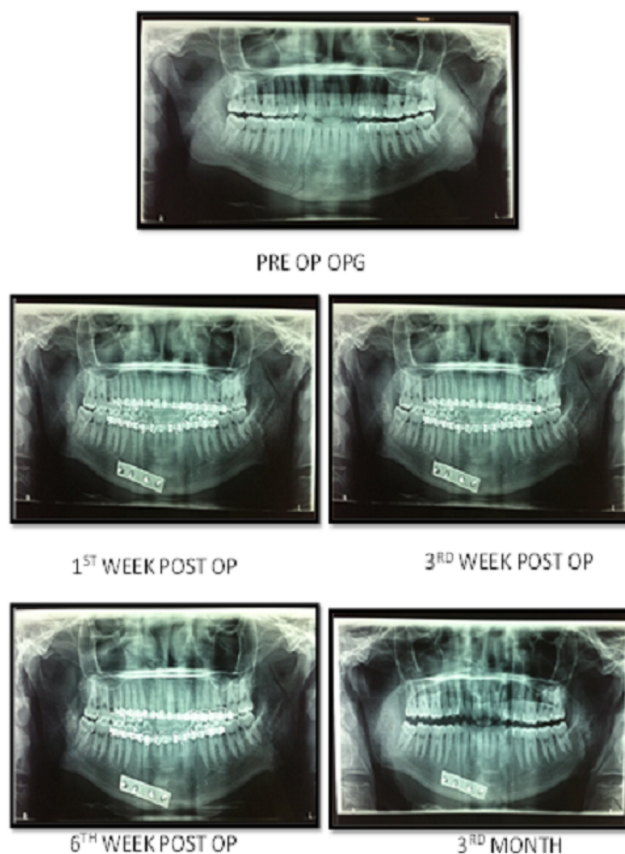 PRE OP OPG
1ST WEEK POST OP
3RD WEEK POST OP
6TH WEEK POST OP
3RD MONTH